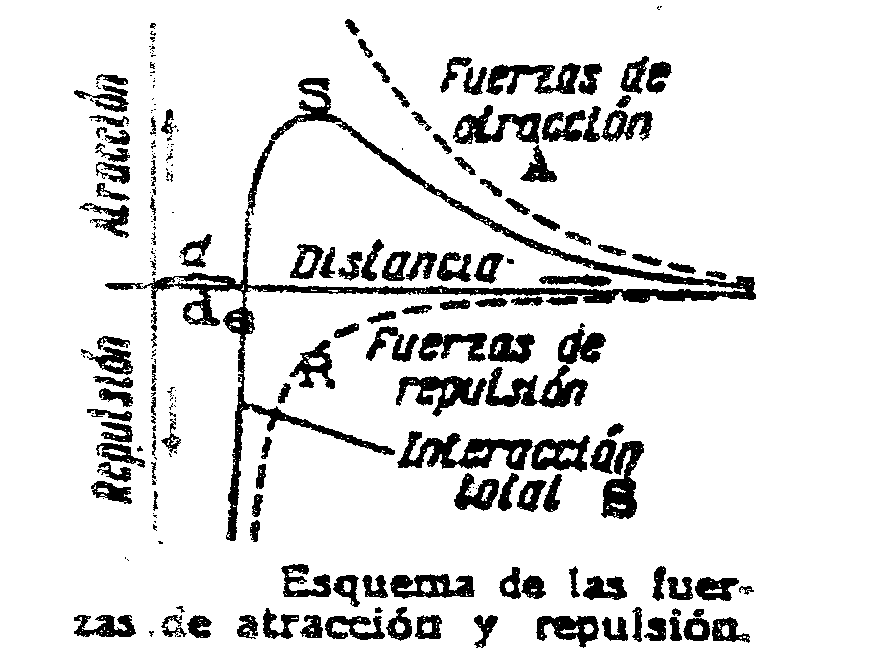 S
Fuerzas de
atracción
A
Atracción
d
Distancia
do
Repulsión
R
Fuerzas de
repulsión
Interacción
total S
Esquema de las fuer-
zas de atracción y repulsión.